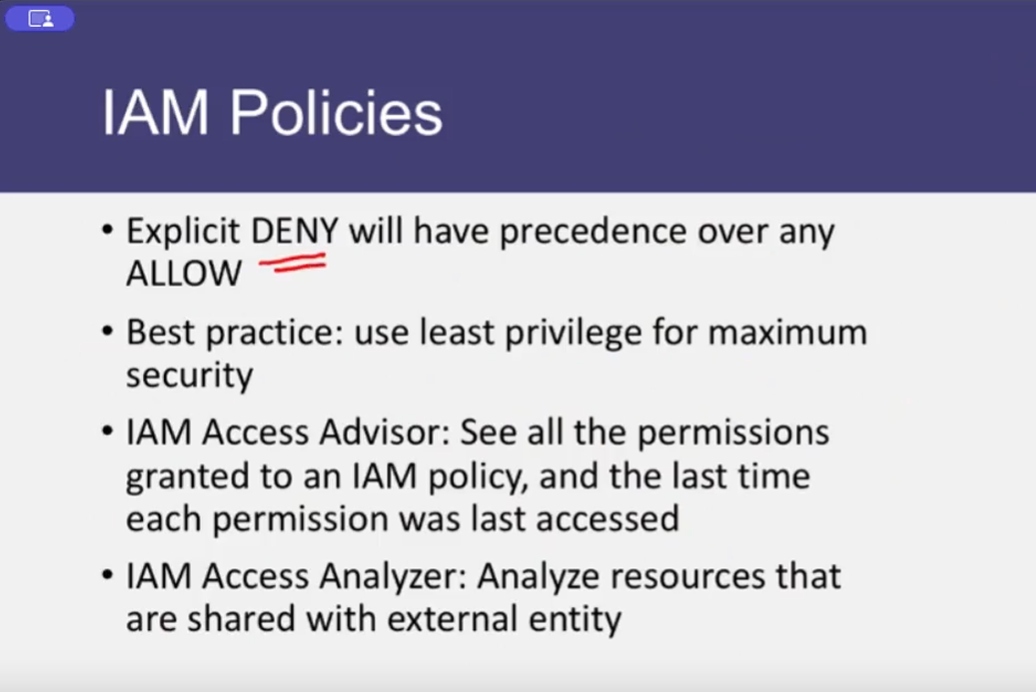 IAM Policies
• Explicit DENY will have precedence over any
ALLOW
• Best practice: use least privilege for maximum
security
• IAM Access Advisor: See all the permissions
granted to an IAM policy, and the last time
each permission was last accessed
• IAM Access Analyzer: Analyze resources that
are shared with external entity